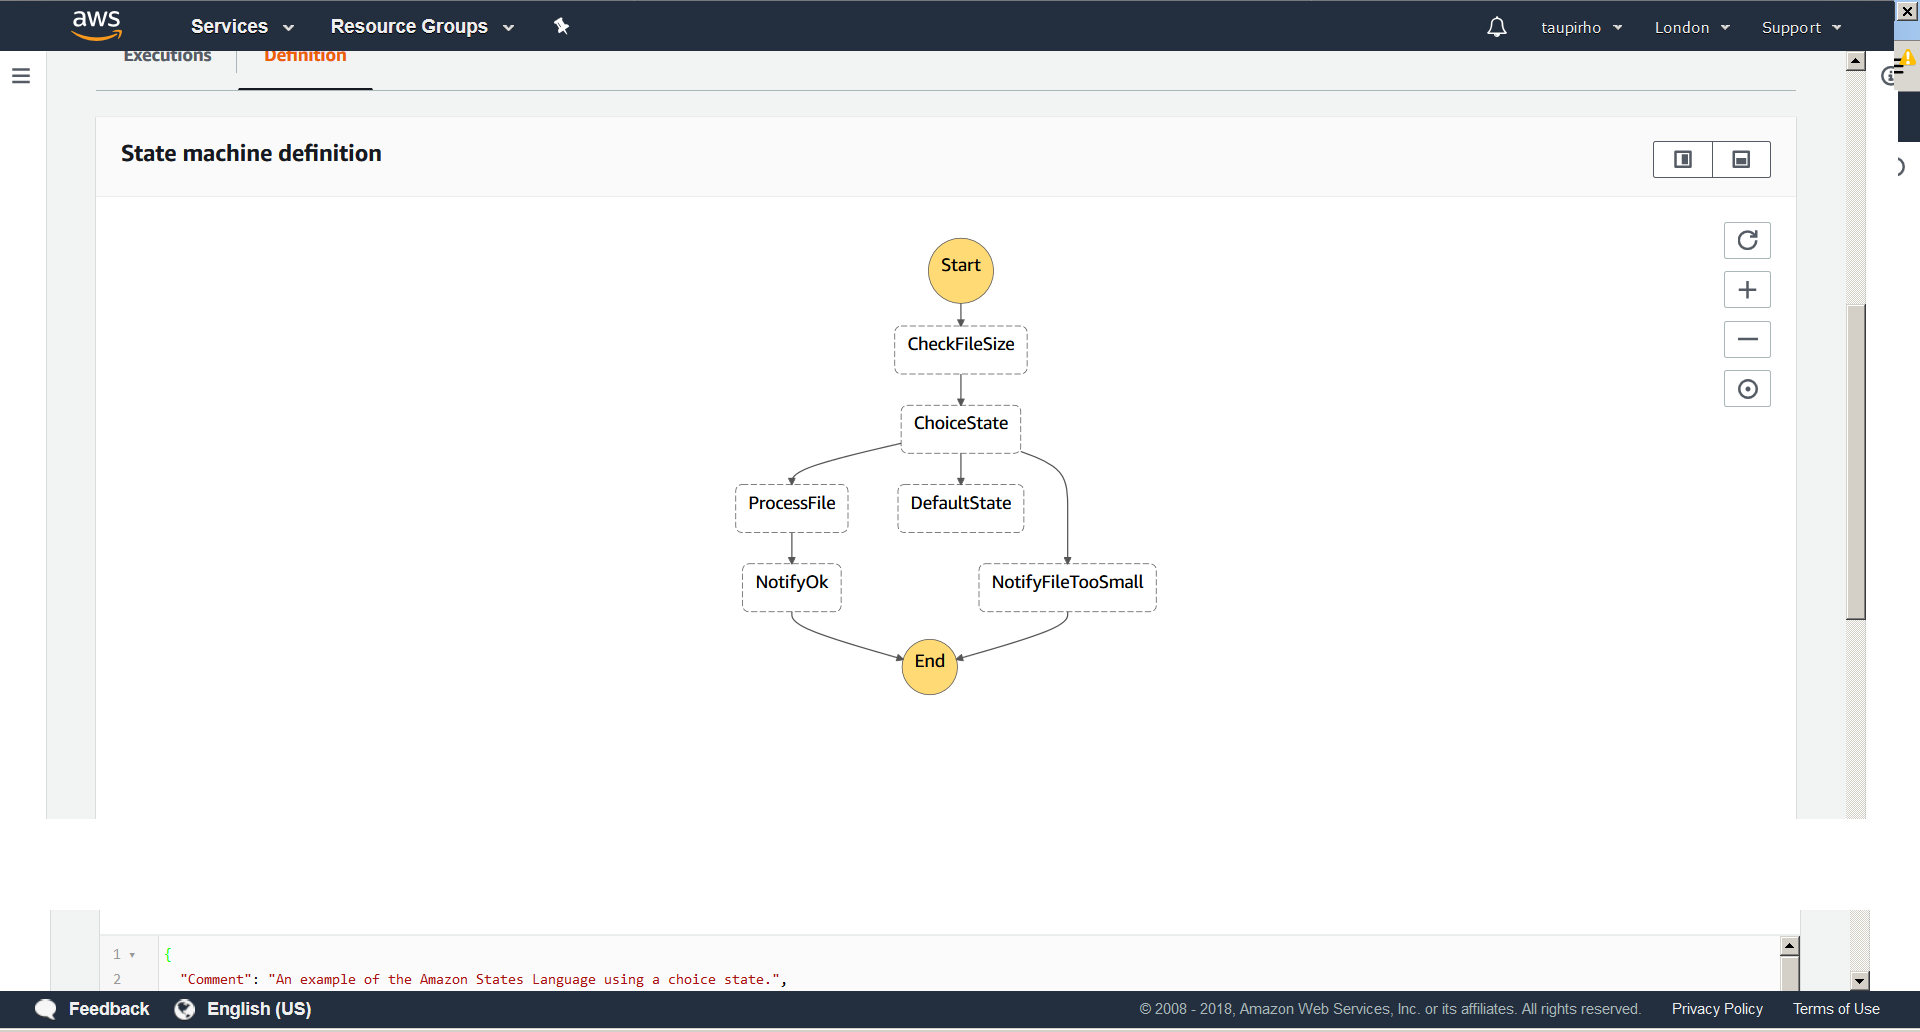 aws Services Resource Groups taupirho London Support
Executions Definition
State machine definition
Start
CheckFileSize
ChoiceState
ProcessFile DefaultState
NotifyOk NotifyFileTooSmall
End
1 {
2 "Comment": "An example of the Amazon States Language using a choice state.",
Feedback English (US) © 2008 - 2018, Amazon Web Services, Inc. or its affiliates. All rights reserved. Privacy Policy Terms of Use